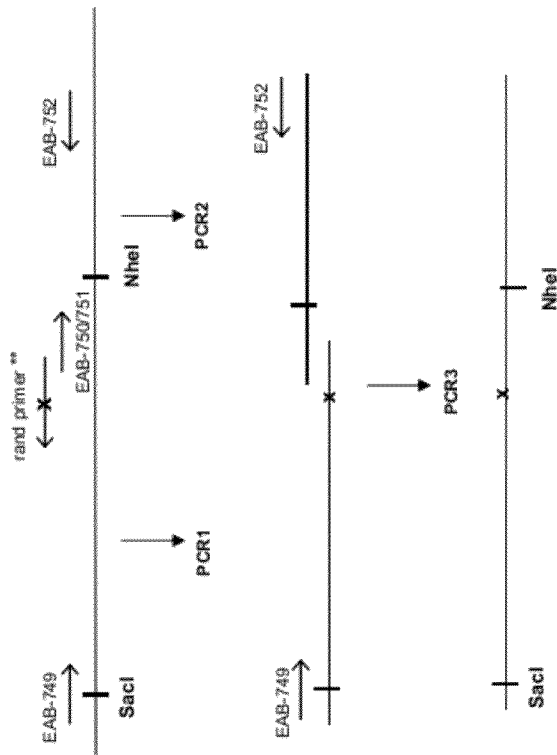 rand primer **
EAB-749
EAB-750/751
EAB-752
SacI
NheI
PCR1
PCR2
EAB-749
EAB-752
PCR3
SacI
NheI